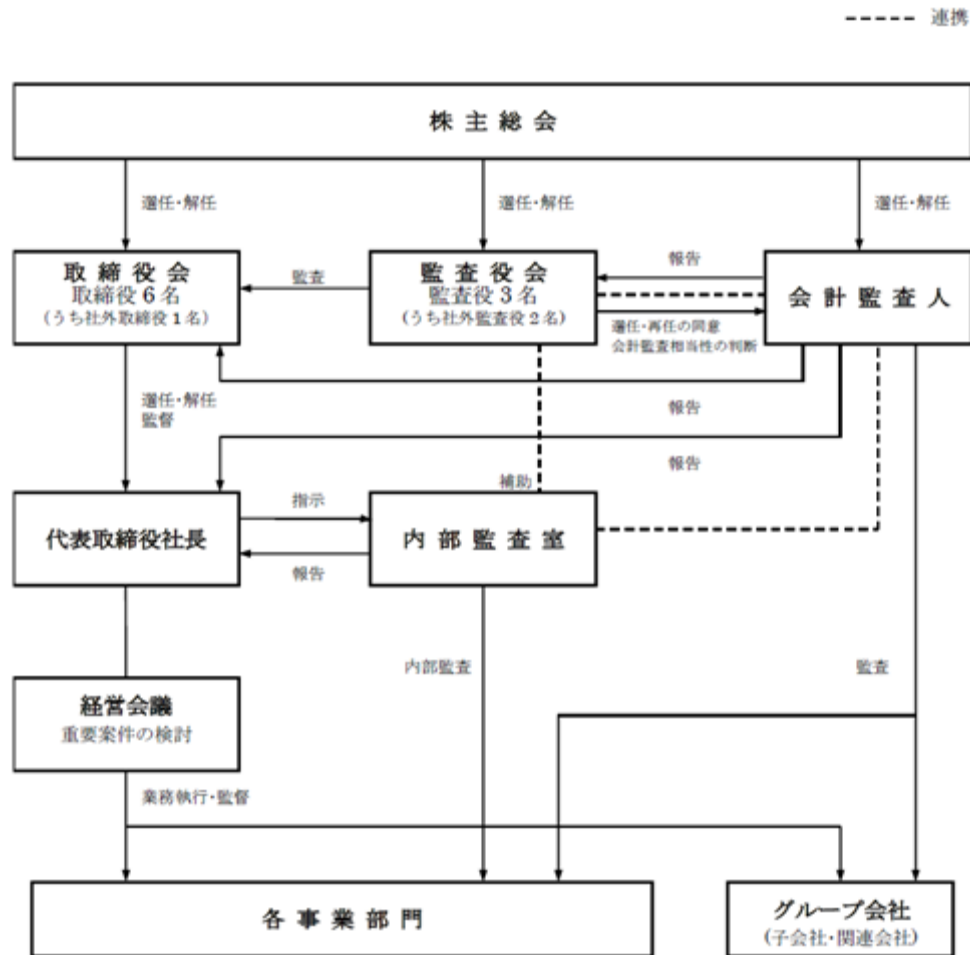 連携
株主総会
選任・解任
選任・解任
選任・解任
取締役会
取締役6名
(うち社外取締役1名)
監査
監査役会
監査役3名
(うち社外監査役2名)
報告
選任・再任の同意
会計監査相当性の判断
会計監査人
選任・解任
監督
報告
報告
補助
代表取締役社長
指示
報告
内部監査室
内部監査
監査
経営会議
重要案件の検討
業務執行・監督
各事業部門
グループ会社
(子会社・関連会社)